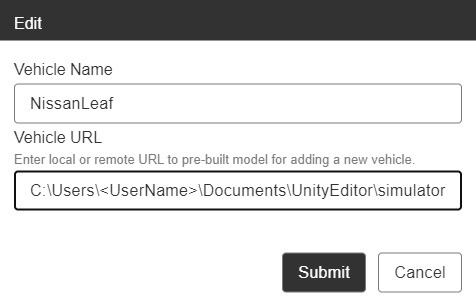 Edit
Vehicle Name
NissanLeaf
Vehicle URL
Enter local or remote URL to pre-built model for adding a new vehicle.
C:\Users\<UserName>\Documents\UnityEditor\simulator
Submit Cancel